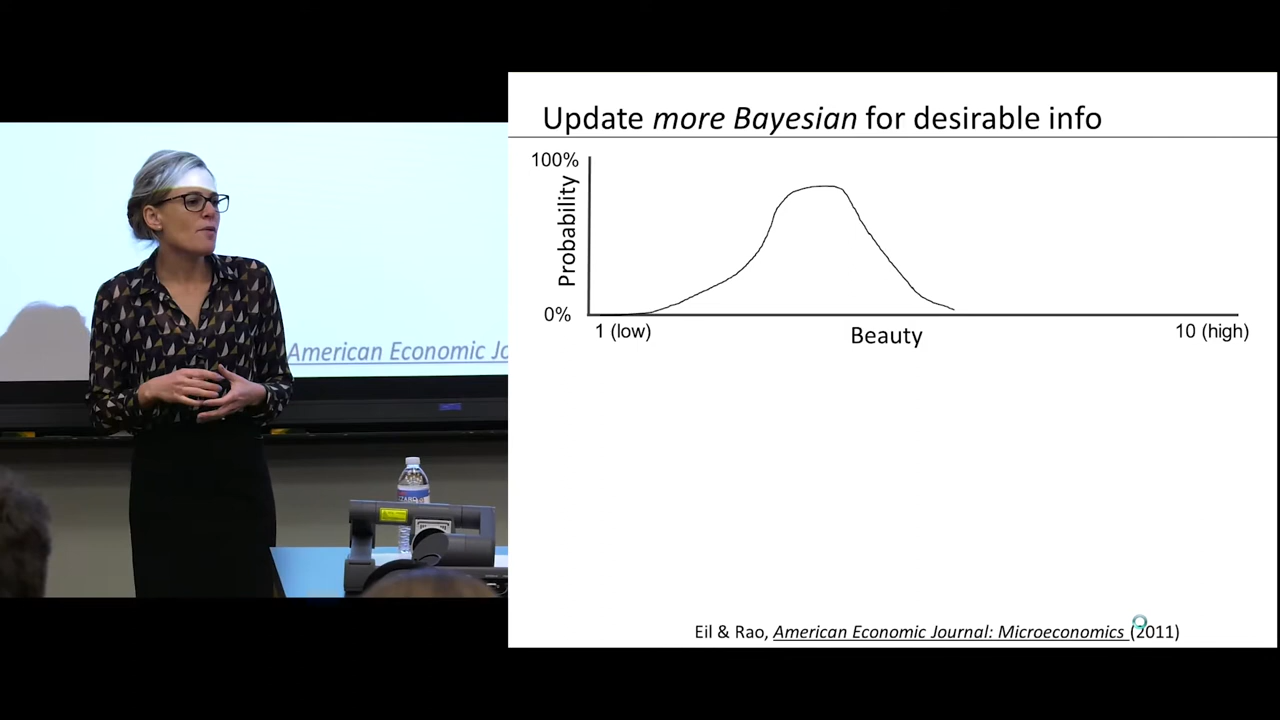 American Economic Jo
Update more Bayesian for desirable info
100%
Probability
0%
1 (low)
Beauty
10 (high)
Eil & Rao, American Economic Journal: Microeconomics (2011)